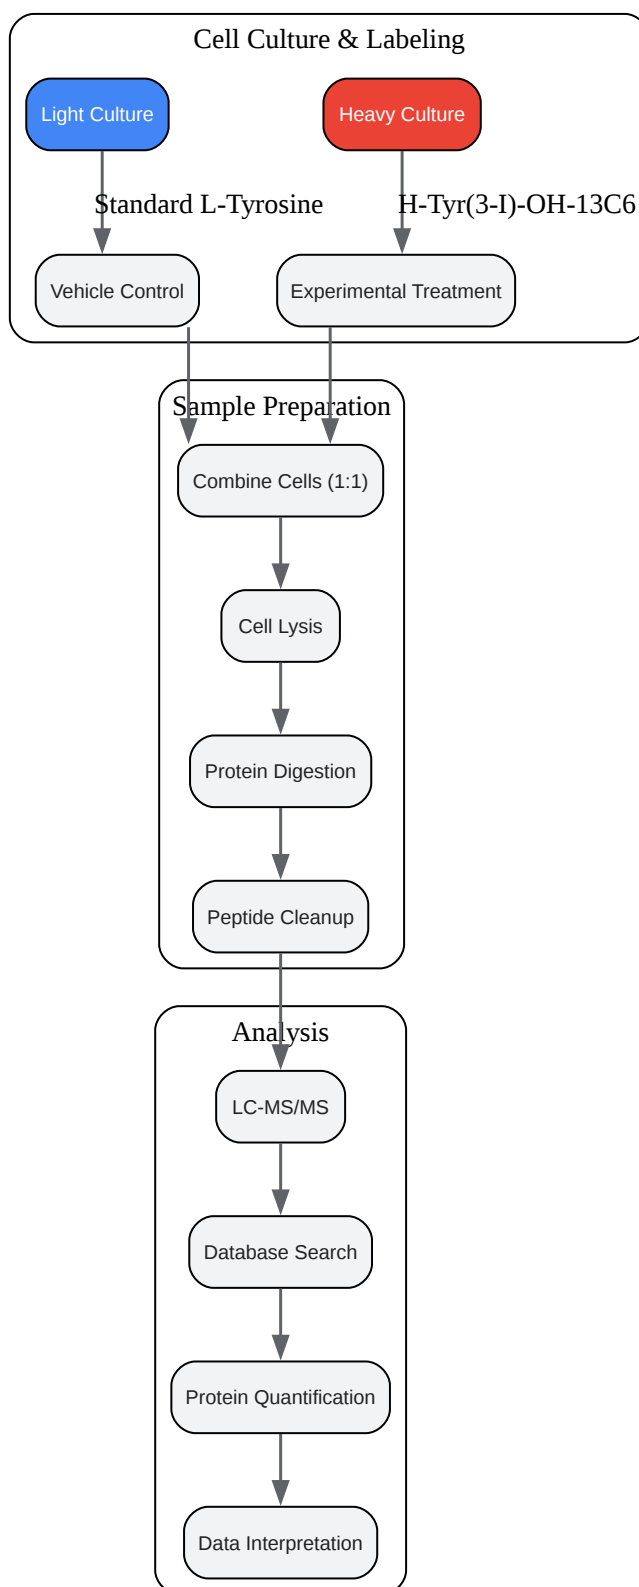 Cell Culture & Labeling
Light Culture
Heavy Culture
Standard L-Tyrosine
H-Tyr(3-I)-OH-13C6
Vehicle Control
Experimental Treatment
Sample Preparation
Combine Cells (1:1)
Cell Lysis
Protein Digestion
Peptide Cleanup
Analysis
LC-MS/MS
Database Search
Protein Quantification
Data Interpretation